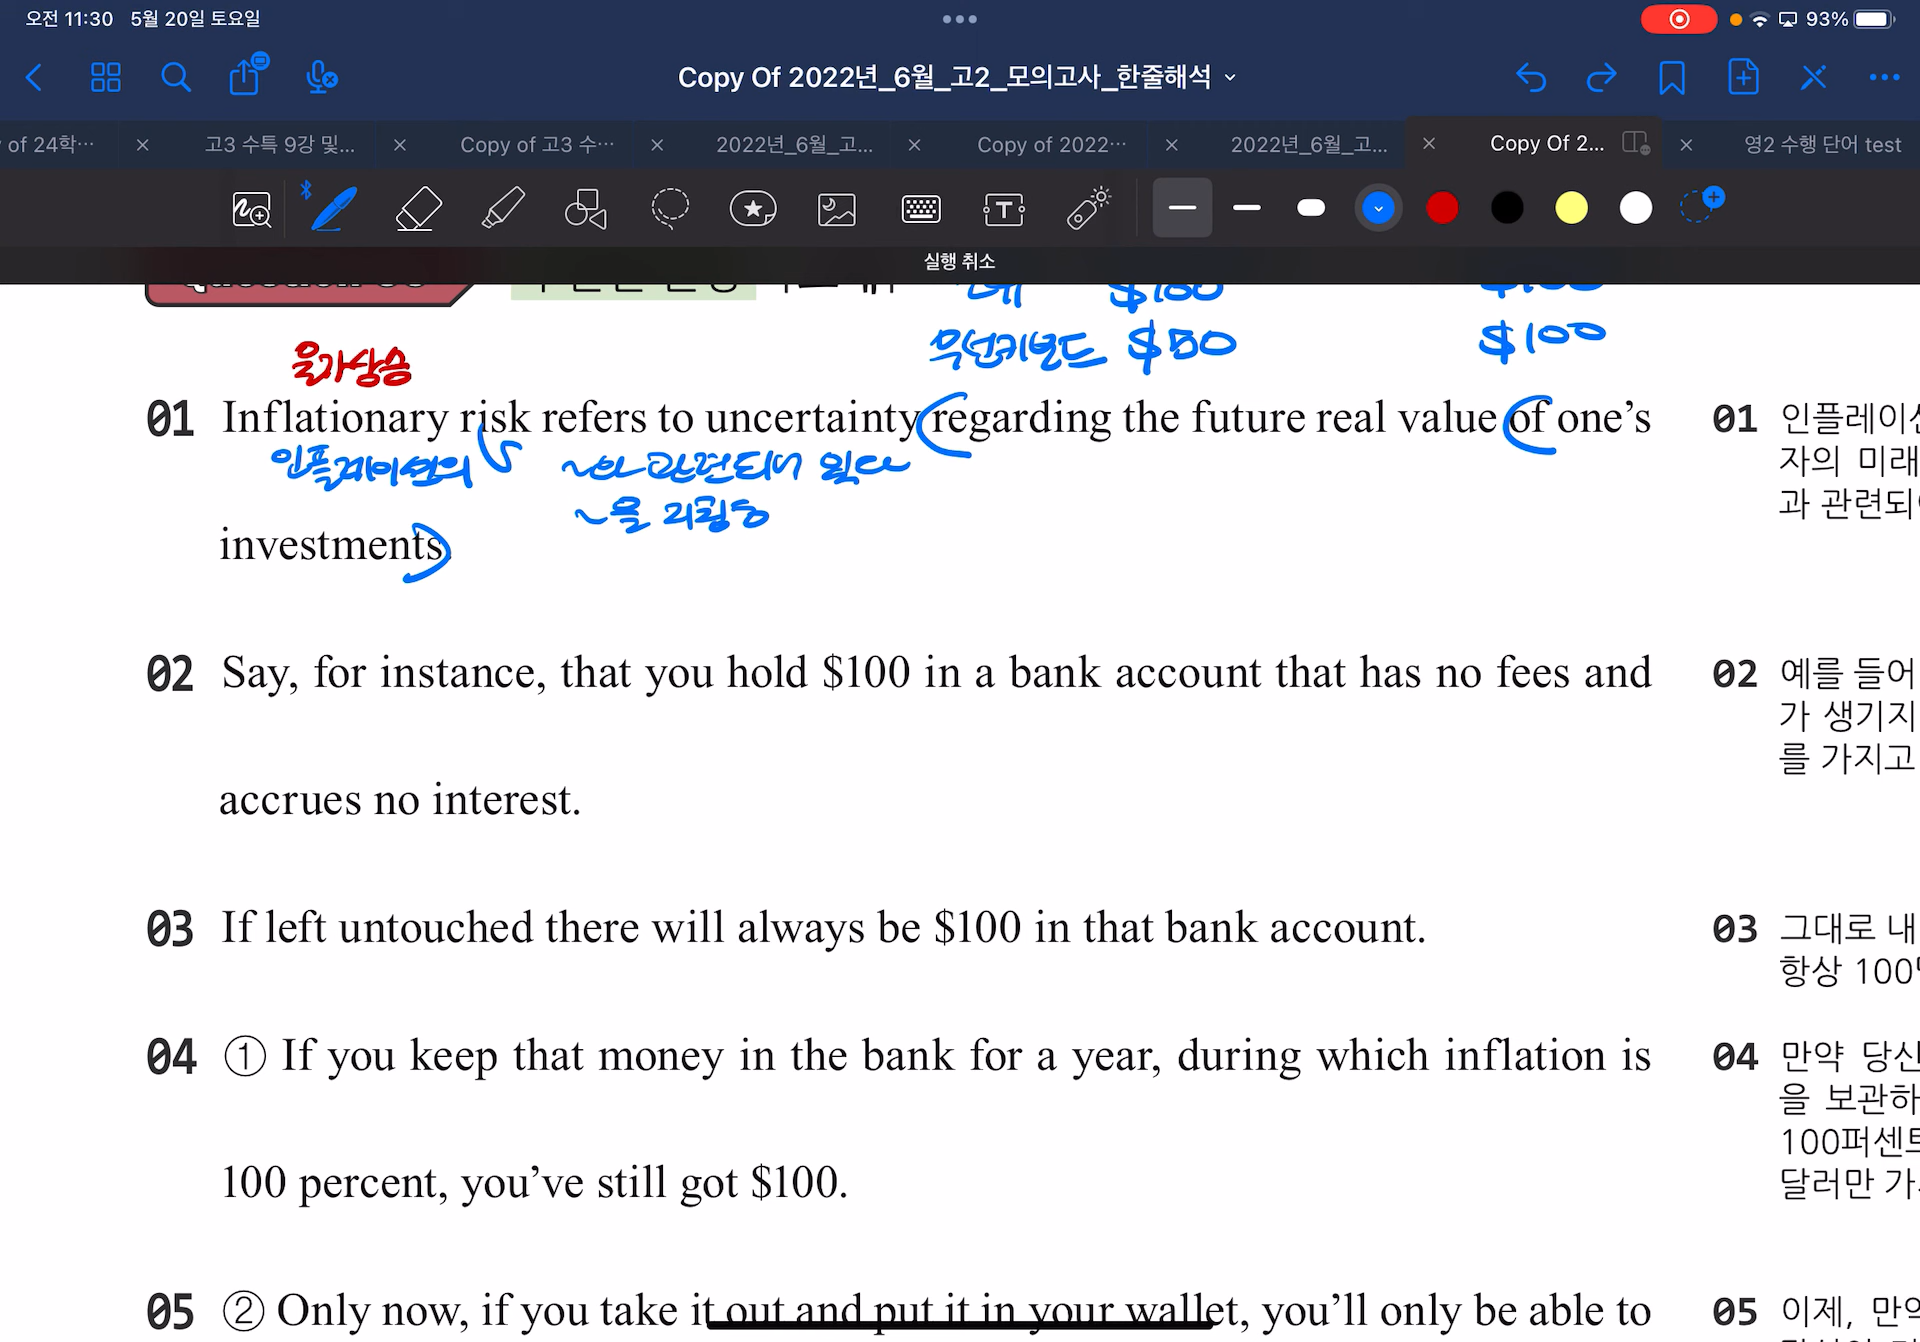 오전 11:30 5월 20일 토요일
93%
Copy Of 2022년_6월_고2_모의고사_한줄해석
of 24학… 고3 수특 9강 및... Copy of 고3 수… 2022년_6월_고... Copy of 2022… 2022년_6월_고... Copy Of 2... 영2 수행 단어 test
실행 취소
무선키보드 $50 $100
물가상승
01 Inflationary risk refers to uncertainty regarding the future real value of one's
인플레이션의 ~와 관련되어 있다
~을 지칭하다
investments.
02 Say, for instance, that you hold $100 in a bank account that has no fees and
accrues no interest.
03 If left untouched there will always be $100 in that bank account.
04 ① If you keep that money in the bank for a year, during which inflation is
100 percent, you've still got $100.
05 ② Only now, if you take it out and put it in your wallet, you'll only be able to
01 인플레이션
자의 미래
과 관련되어
02 예를 들어
가 생기지
를 가지고
03 그대로 내
항상 100
04 만약 당신
을 보관하
100퍼센트
달러만 가
05 이제, 만약